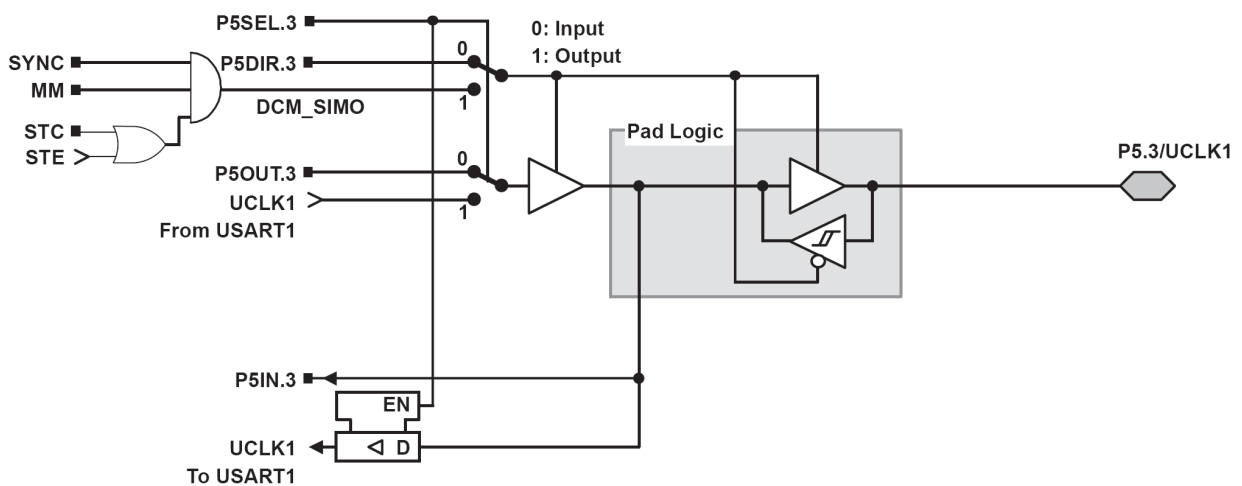 P5SEL.3
0: Input
1: Output
SYNC
P5DIR.3
0
MM
1
DCM_SIMO
STC
STE
Pad Logic
P5.3/UCLK1
P5OUT.3
0
UCLK1
1
From USART1
P5IN.3
EN
UCLK1
D
To USART1